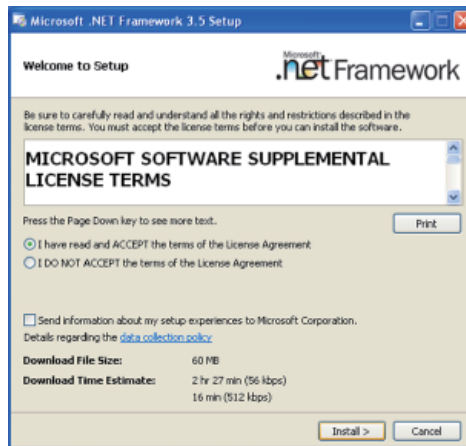 Microsoft .NET Framework 3.5 Setup
Welcome to Setup
Microsoft
.net Framework
Be sure to carefully read and understand all the rights and restrictions described in the
license terms. You must accept the license terms before you can install the software.
MICROSOFT SOFTWARE SUPPLEMENTAL
LICENSE TERMS
Press the Page Down key to see more text.
Print
I have read and ACCEPT the terms of the License Agreement
I DO NOT ACCEPT the terms of the License Agreement
Send information about my setup experiences to Microsoft Corporation.
Details regarding the data collection policy
Download File Size: 60 MB
Download Time Estimate: 2 hr 27 min (56 kbps)
16 min (512 kbps)
Install > Cancel